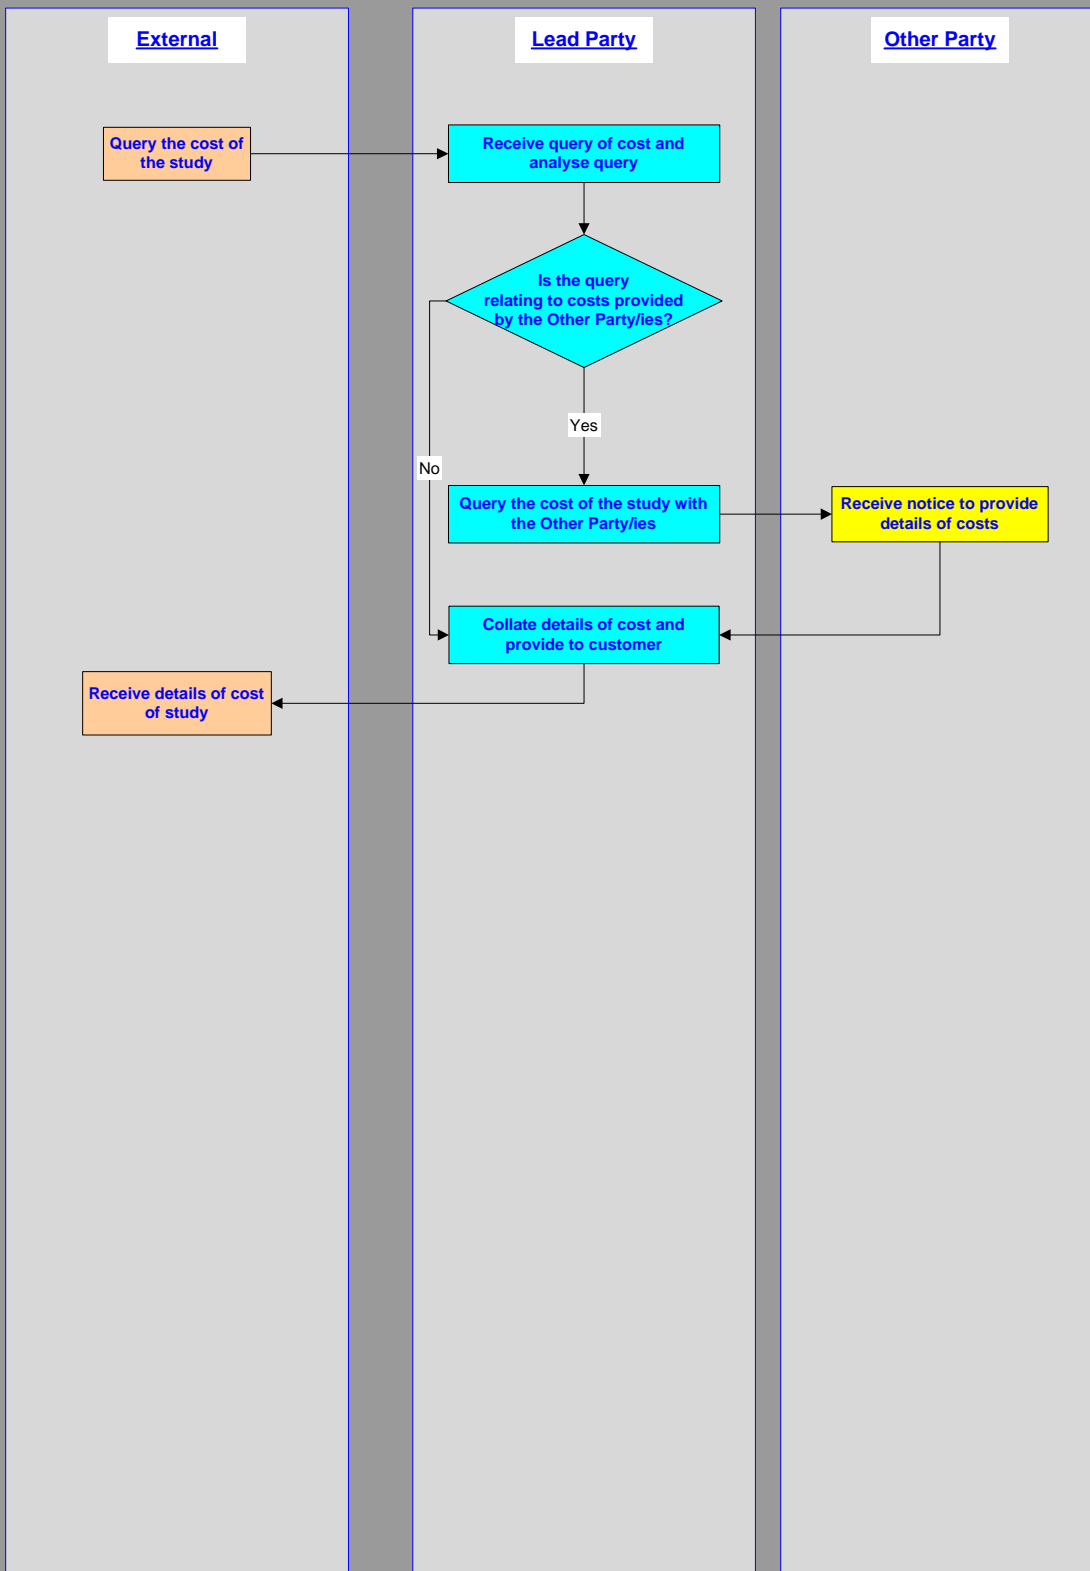 External
Lead Party
Other Party
Query the cost of
the study
Receive query of cost and
analyse query
Is the query
relating to costs provided
by the Other Party/ies?
Yes
No
Query the cost of the study with
the Other Party/ies
Receive notice to provide
details of costs
Collate details of cost and
provide to customer
Receive details of cost
of study